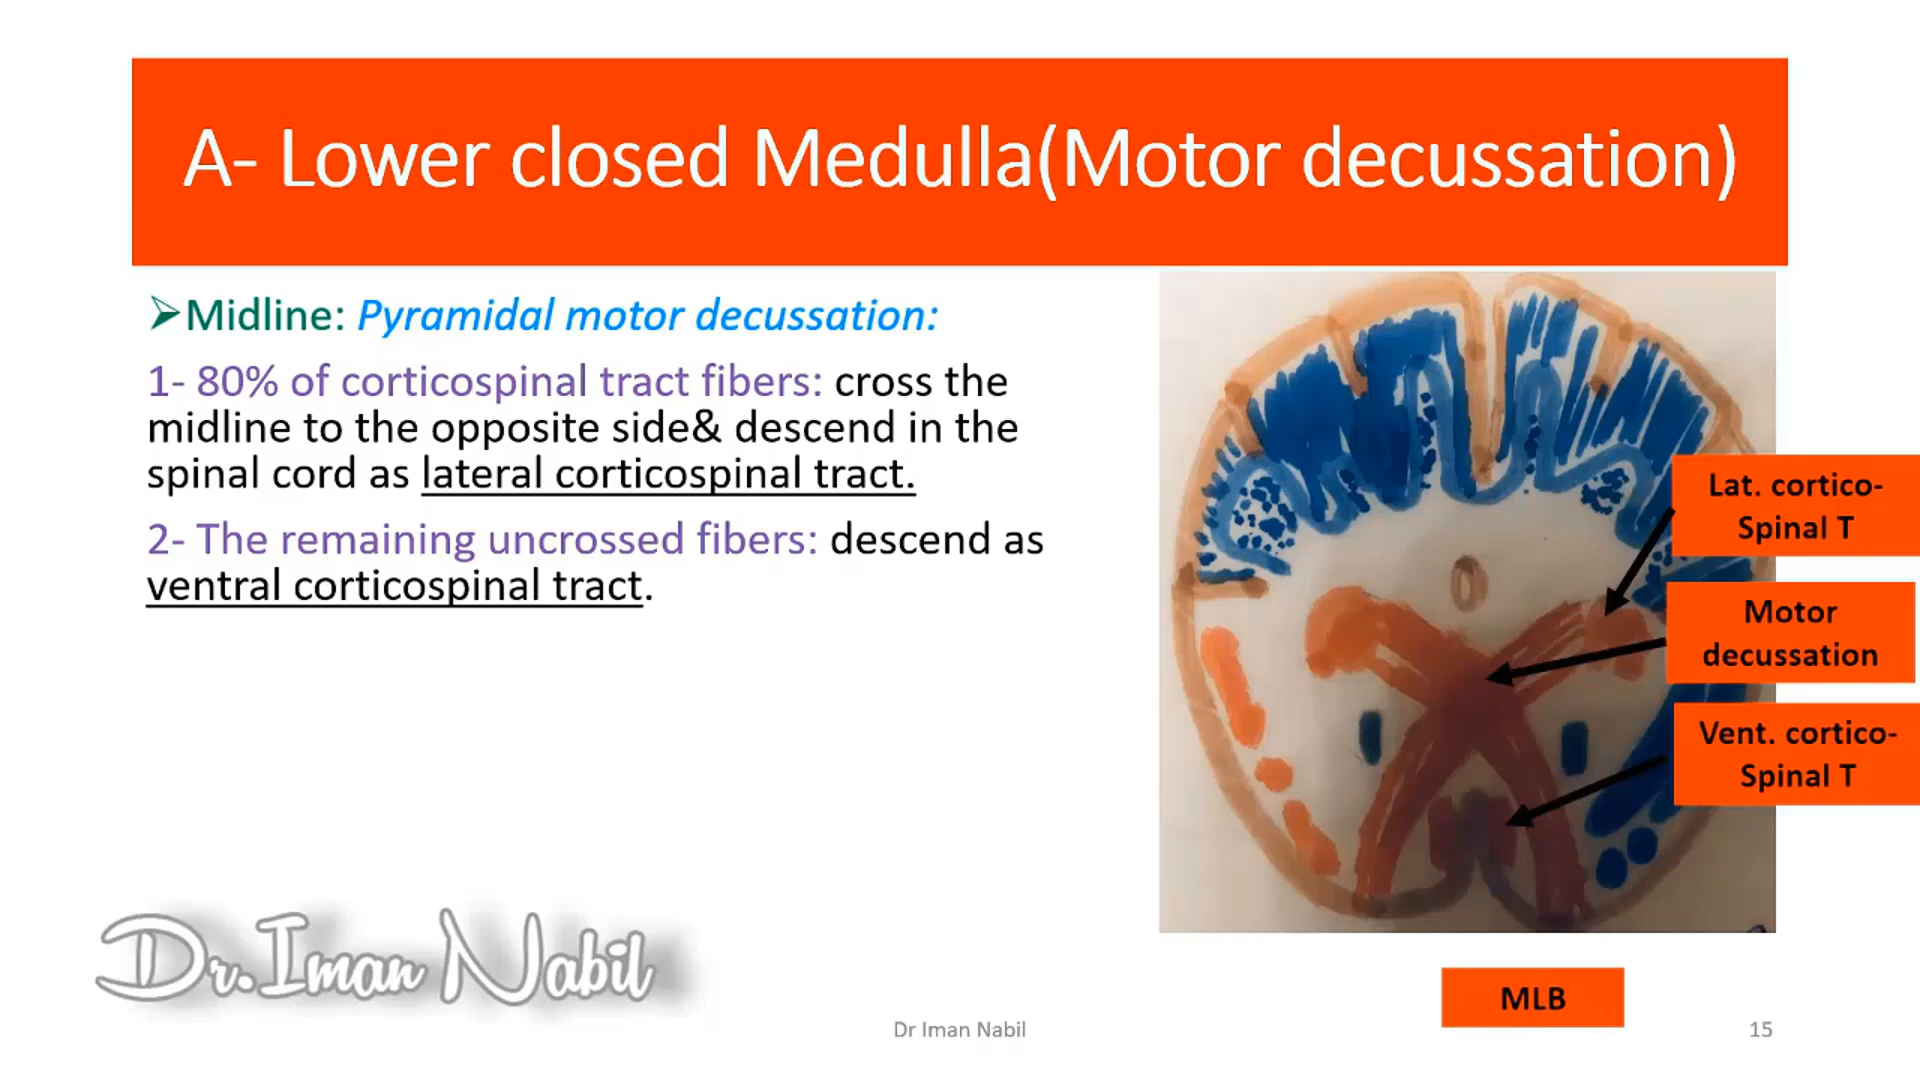 A- Lower closed Medulla(Motor decussation)
➢Midline: Pyramidal motor decussation:
1- 80% of corticospinal tract fibers: cross the
midline to the opposite side& descend in the
spinal cord as lateral corticospinal tract.
2- The remaining uncrossed fibers: descend as
ventral corticospinal tract.
Lat. cortico-
Spinal T
Motor
decussation
Vent. cortico-
Spinal T
MLB
Dr.Iman Nabil
Dr Iman Nabil
15